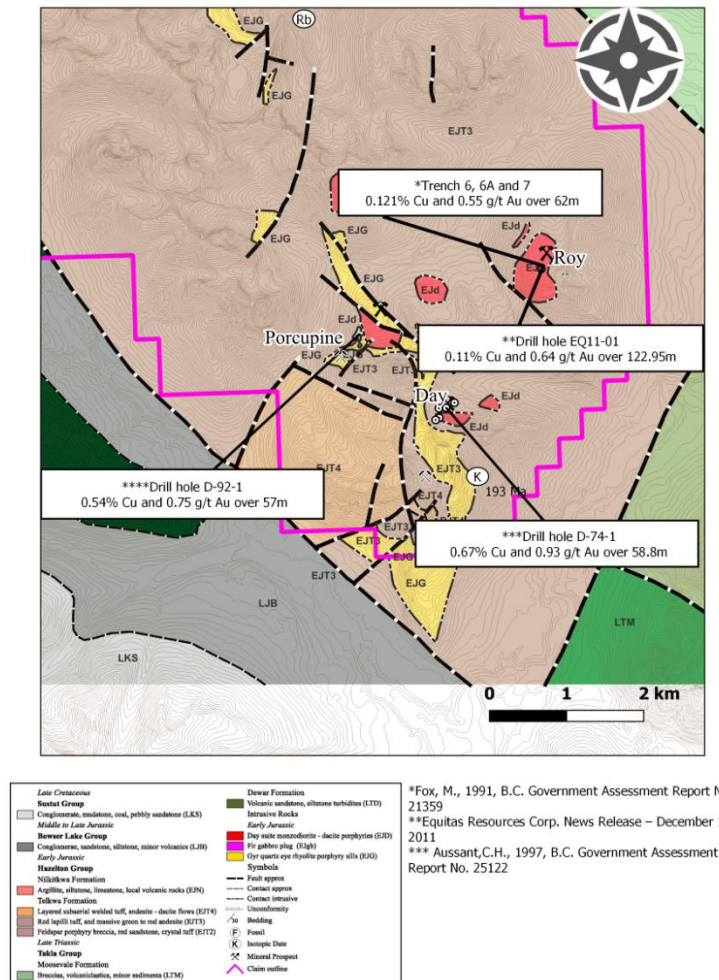 Rb
EJG
EJG
EJT3
*Trench 6, 6A and 7
0.121% Cu and 0.55 g/t Au over 62m
EJG
EJG
Roy
EJd
EJd
EJd
Porcupine
**Drill hole EQ11-01
0.11% Cu and 0.64 g/t Au over 122.95m
EJG
EJT3
EJT3
Day
EJd
EJd
EJT4
EJT3
K
193 Ma
EJT4
****Drill hole D-92-1
0.54% Cu and 0.75 g/t Au over 57m
***Drill hole D-74-1
0.67% Cu and 0.93 g/t Au over 58.8m
EJT3
EJT3
EJG
EJT3
EJG
LJB
LTM
LKS
0 1 2 km
Late Cretaceous
Sustut Group
Conglomerate, mudstone, coal, pebbly sandstone (LKS)
Middle to Late Jurassic
Bowser Lake Group
Conglomerae, sandstone, siltstone, minor volcanics (LJB)
Early Jurassic
Hazelton Group
Nilkitkwa Formation
Argillite, siltstone, limestone, local volcanic rocks (EJN)
Telkwa Formation
Layered subaerial welded tuff, andesite - dacite flows (EJT4)
Red lapilli tuff, and massive green to red andesite (EJT3)
Feldspar porphyry breccia, red sandstone, crystal tuff (EJT2)
Late Triassic
Takla Group
Moosevale Formation
Breccias, volcaniclastics, minor sediments (LTM)
Dewar Formation
Volcanic sandstone, siltstone turbidites (LTD)
Intrusive Rocks
Early Jurassic
Day suite monzodiorite - dacite porphyries (EJD)
Fir gabbro plug (EJgb)
Gyr quartz eye rhyolite porphyry sills (EJG)
Symbols
Fault approx
Contact approx
Contact intrusive
Unconformity
30 Bedding
F Fossil
K Isotopic Date
Mineral Prospect
Claim outline
*Fox, M., 1991, B.C. Government Assessment Report
21359
**Equitas Resources Corp. News Release – December
2011
*** Aussant,C.H., 1997, B.C. Government Assessment
Report No. 25122